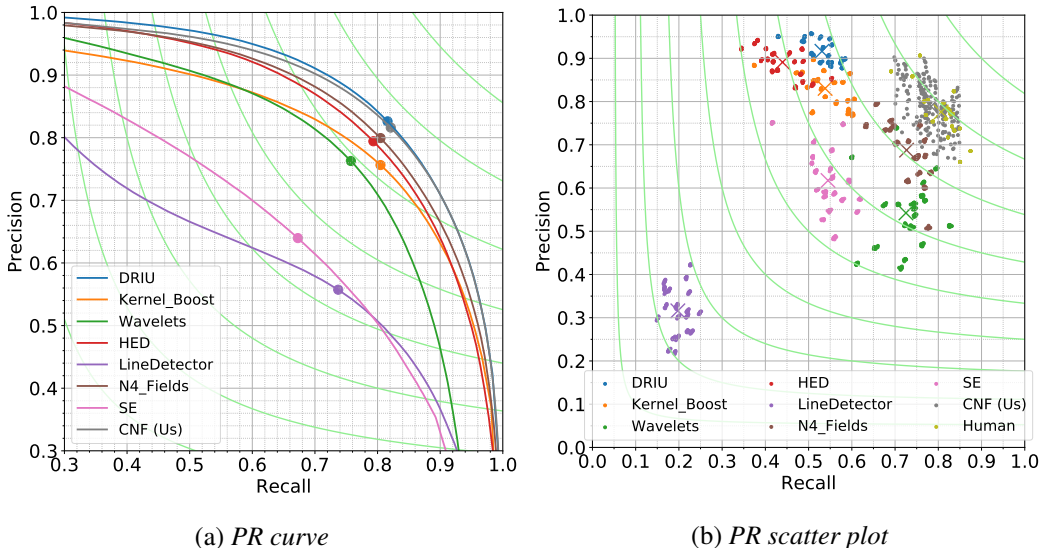 1.0
0.9
0.8
0.7
0.6
0.5
0.4
0.3
Precision
DRIU
Kernel_Boost
Wavelets
HED
LineDetector
N4_Fields
SE
CNF (Us)
0.3 0.4 0.5 0.6 0.7 0.8 0.9 1.0
Recall
(a) PR curve
1.0
0.9
0.8
0.7
0.6
0.5
0.4
0.3
0.2
0.1
0.0
Precision
DRIU HED SE
Kernel_Boost LineDetector CNF (Us)
Wavelets N4_Fields Human
0.0 0.1 0.2 0.3 0.4 0.5 0.6 0.7 0.8 0.9 1.0
Recall
(b) PR scatter plot